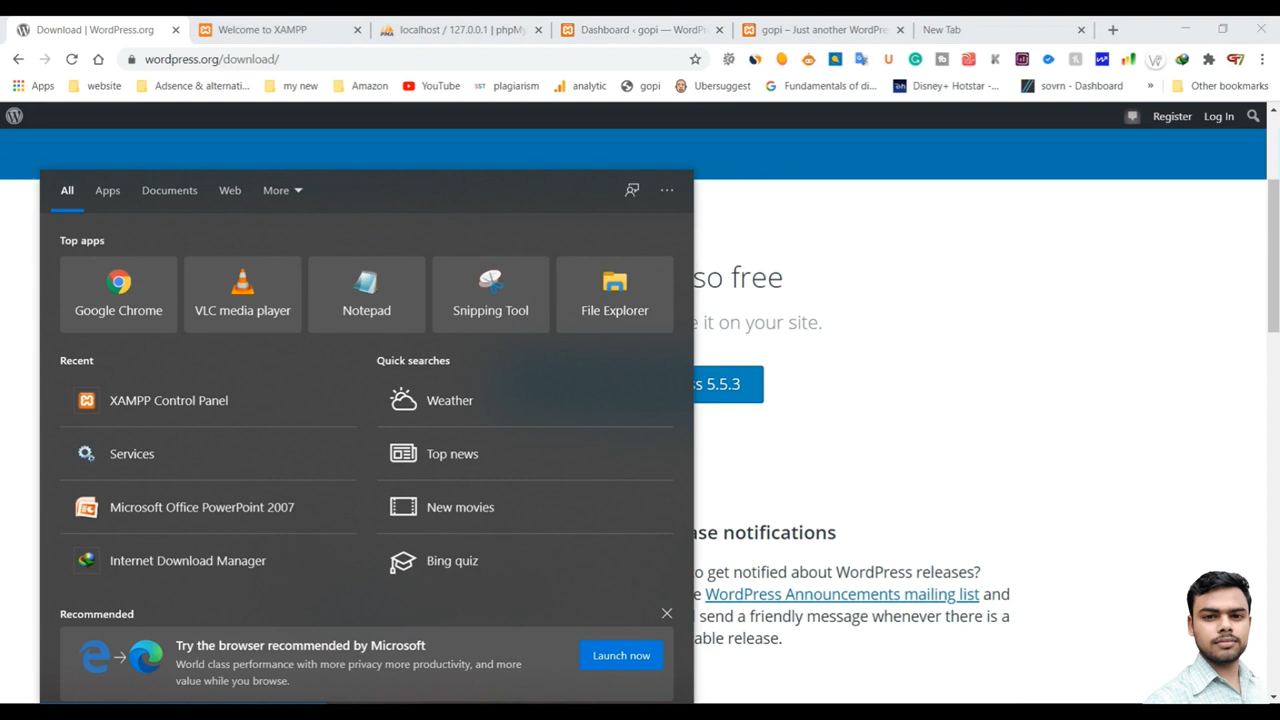 Download | WordPress.org
Welcome to XAMPP
localhost / 127.0.0.1 | phpMy
Dashboard ‹ gopi — WordP
gopi – Just another WordPre
New Tab
wordpress.org/download/
Apps
website
Adsence & alternati...
my new
Amazon
YouTube
SST
plagiarism
analytic
gopi
Ubersuggest
Fundamentals of di...
Disney+ Hotstar -...
sovrn - Dashboard
»
Other bookmarks
Register
Log In
All
Apps
Documents
Web
More
Top apps
Google Chrome
VLC media player
Notepad
Snipping Tool
File Explorer
Recent
Quick searches
XAMPP Control Panel
Weather
Services
Top news
Microsoft Office PowerPoint 2007
New movies
Internet Download Manager
Bing quiz
Recommended
Try the browser recommended by Microsoft
World class performance with more privacy more productivity, and more
value while you browse.
Launch now
so free
e it on your site.
s 5.5.3
ase notifications
o get notified about WordPress releases?
e WordPress Announcements mailing list and
send a friendly message whenever there is a
able release.